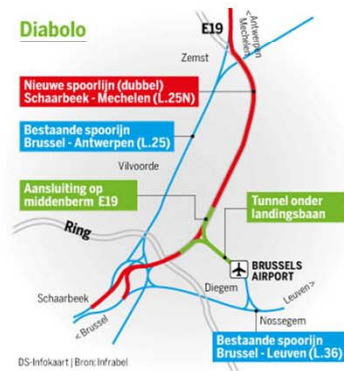 Diabolo
E19
<Antwerpen
Mechelen
Zemst
Nieuwe spoorlijn (dubbel)
Schaarbeek - Mechelen (L.25N)
Bestaande spoorijn
Brussel - Antwerpen (L.25)
Vilvoorde
Aansluiting op
middenberm E19
Tunnel onder
landingsbaan
Ring
BRUSSELS
AIRPORT
Schaarbeek
Diegem
Leuven >
< Brussel
Nossegem
Bestaande spoorijn
Brussel - Leuven (L.36)
DS-Infokaart | Bron: Infrabel